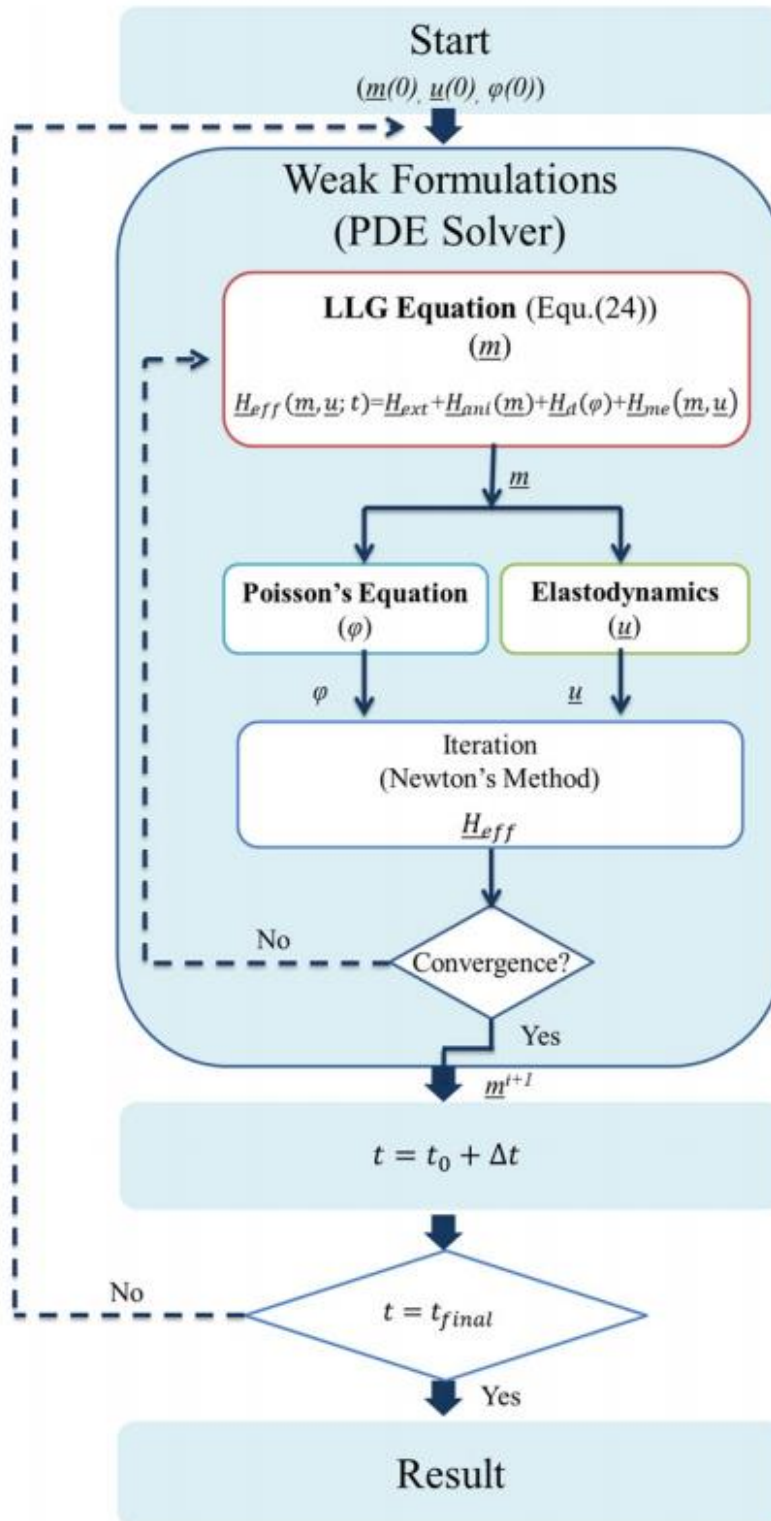 Start
(m(0), u(0), φ(0))
Weak Formulations
(PDE Solver)
LLG Equation (Equ.(24))
(m)
H_eff(m,u; t)=H_ext+H_ani(m)+H_d(φ)+H_me(m,u)
m
Poisson's Equation
(φ)
Elastodynamics
(u)
φ
u
Iteration
(Newton's Method)
H_eff
No
Convergence?
Yes
m^{i+1}
t = t_0 + Δt
No
t = t_final
Yes
Result